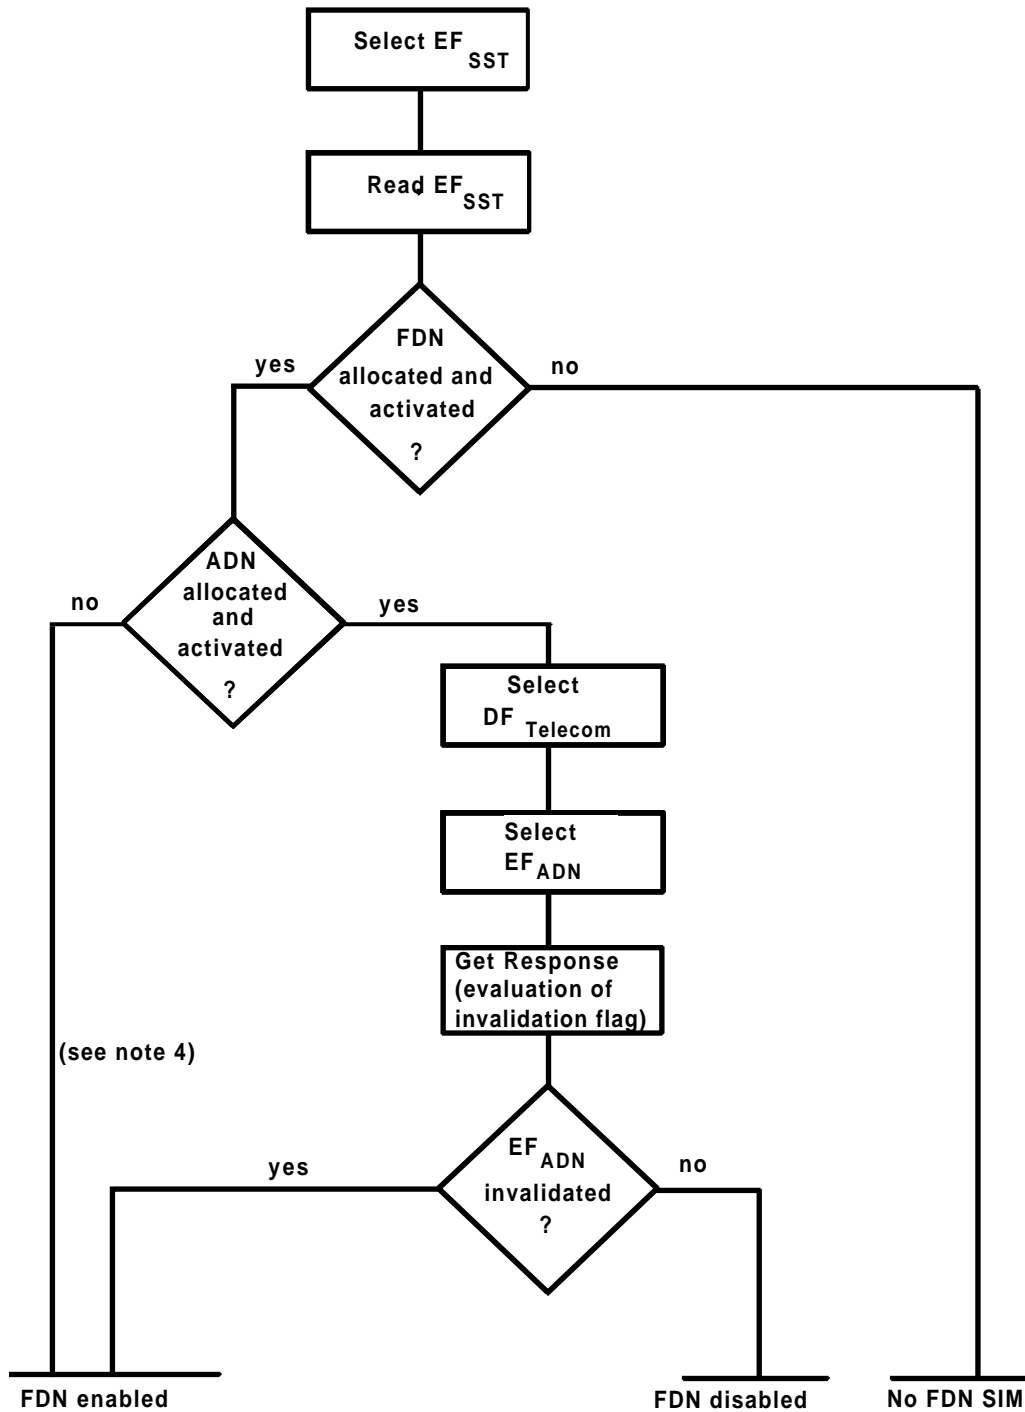 Select EF SST
Read EF SST
FDN
allocated and
activated
?
yes
no
ADN
allocated
and
activated
?
no
yes
Select
DF Telecom
Select
EF ADN
Get Response
(evaluation of
invalidation flag)
(see note 4)
EF ADN
invalidated
?
yes
no
FDN enabled
FDN disabled
No FDN SIM